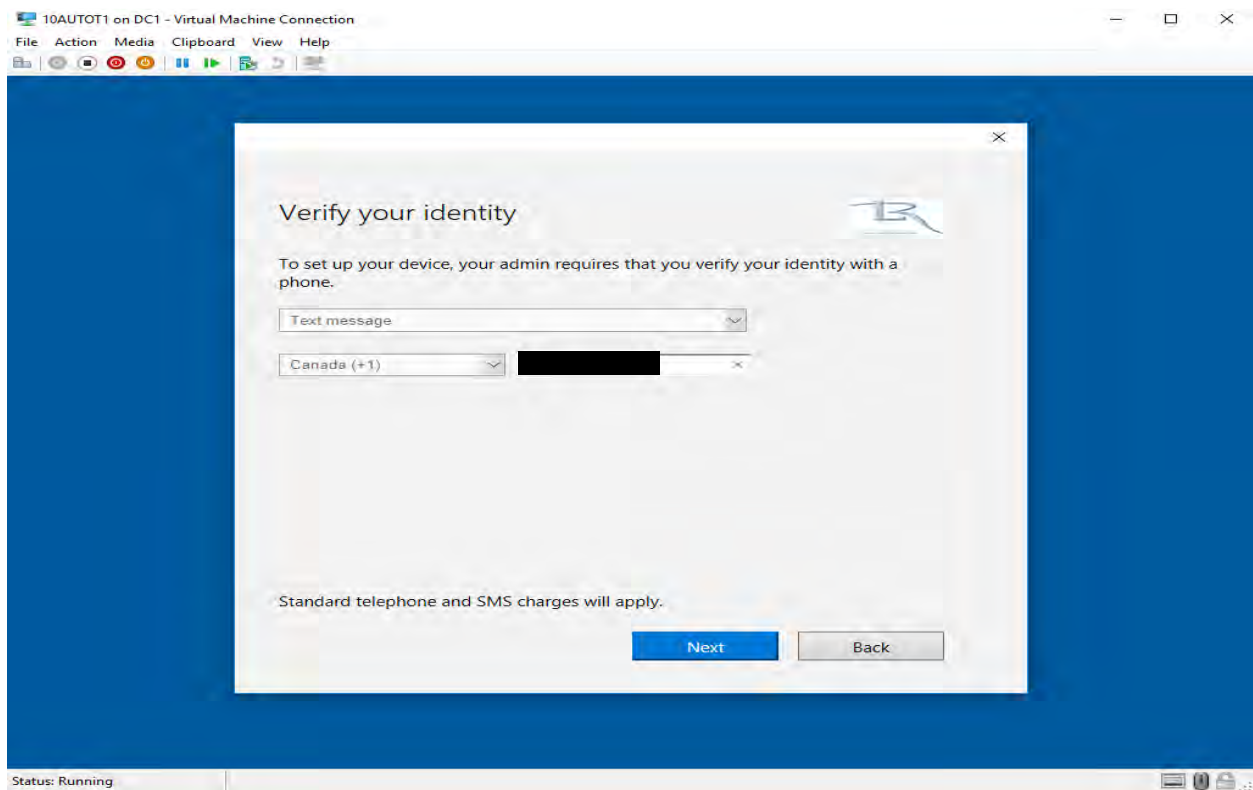 10AUTOT1 on DC1 - Virtual Machine Connection
File Action Media Clipboard View Help
Verify your identity
To set up your device, your admin requires that you verify your identity with a
phone.
Text message
Canada (+1)
Standard telephone and SMS charges will apply.
Next Back
Status: Running